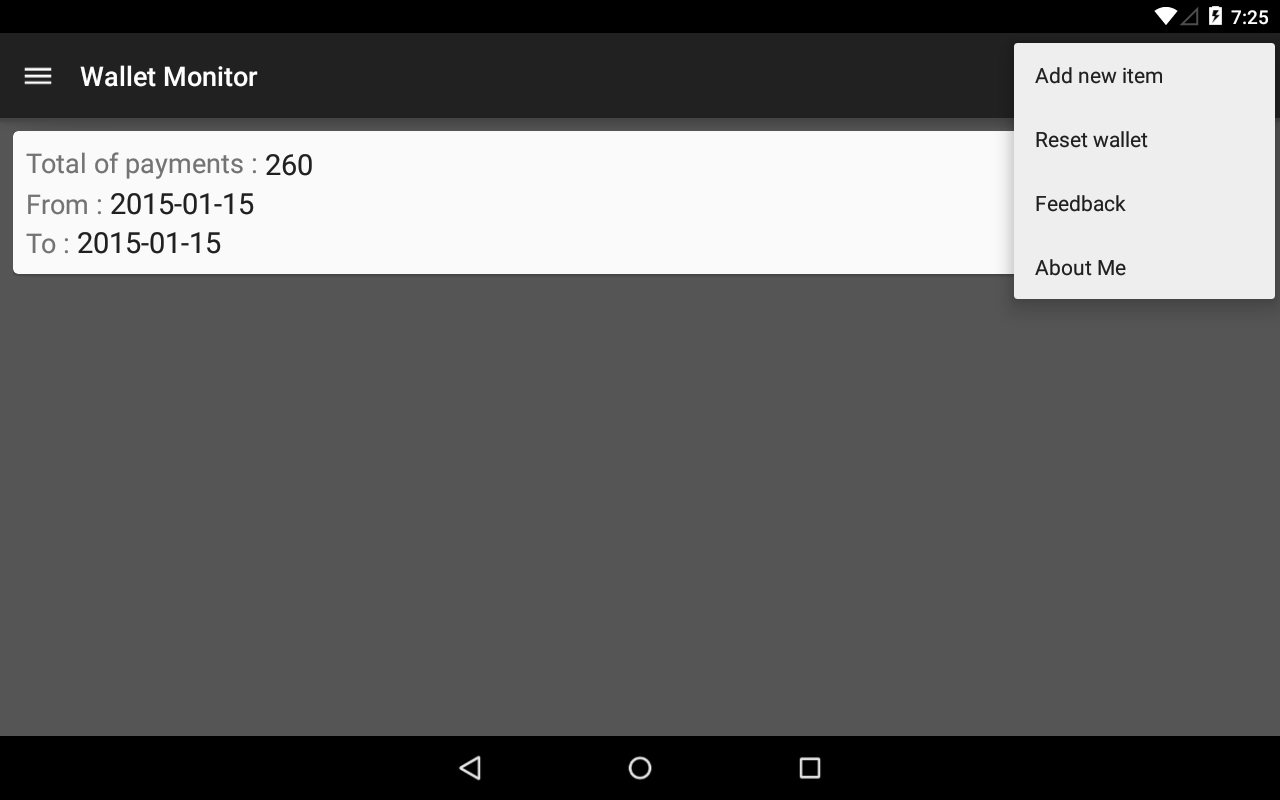 7:25
Wallet Monitor
Total of payments : 260
From : 2015-01-15
To : 2015-01-15
Add new item
Reset wallet
Feedback
About Me